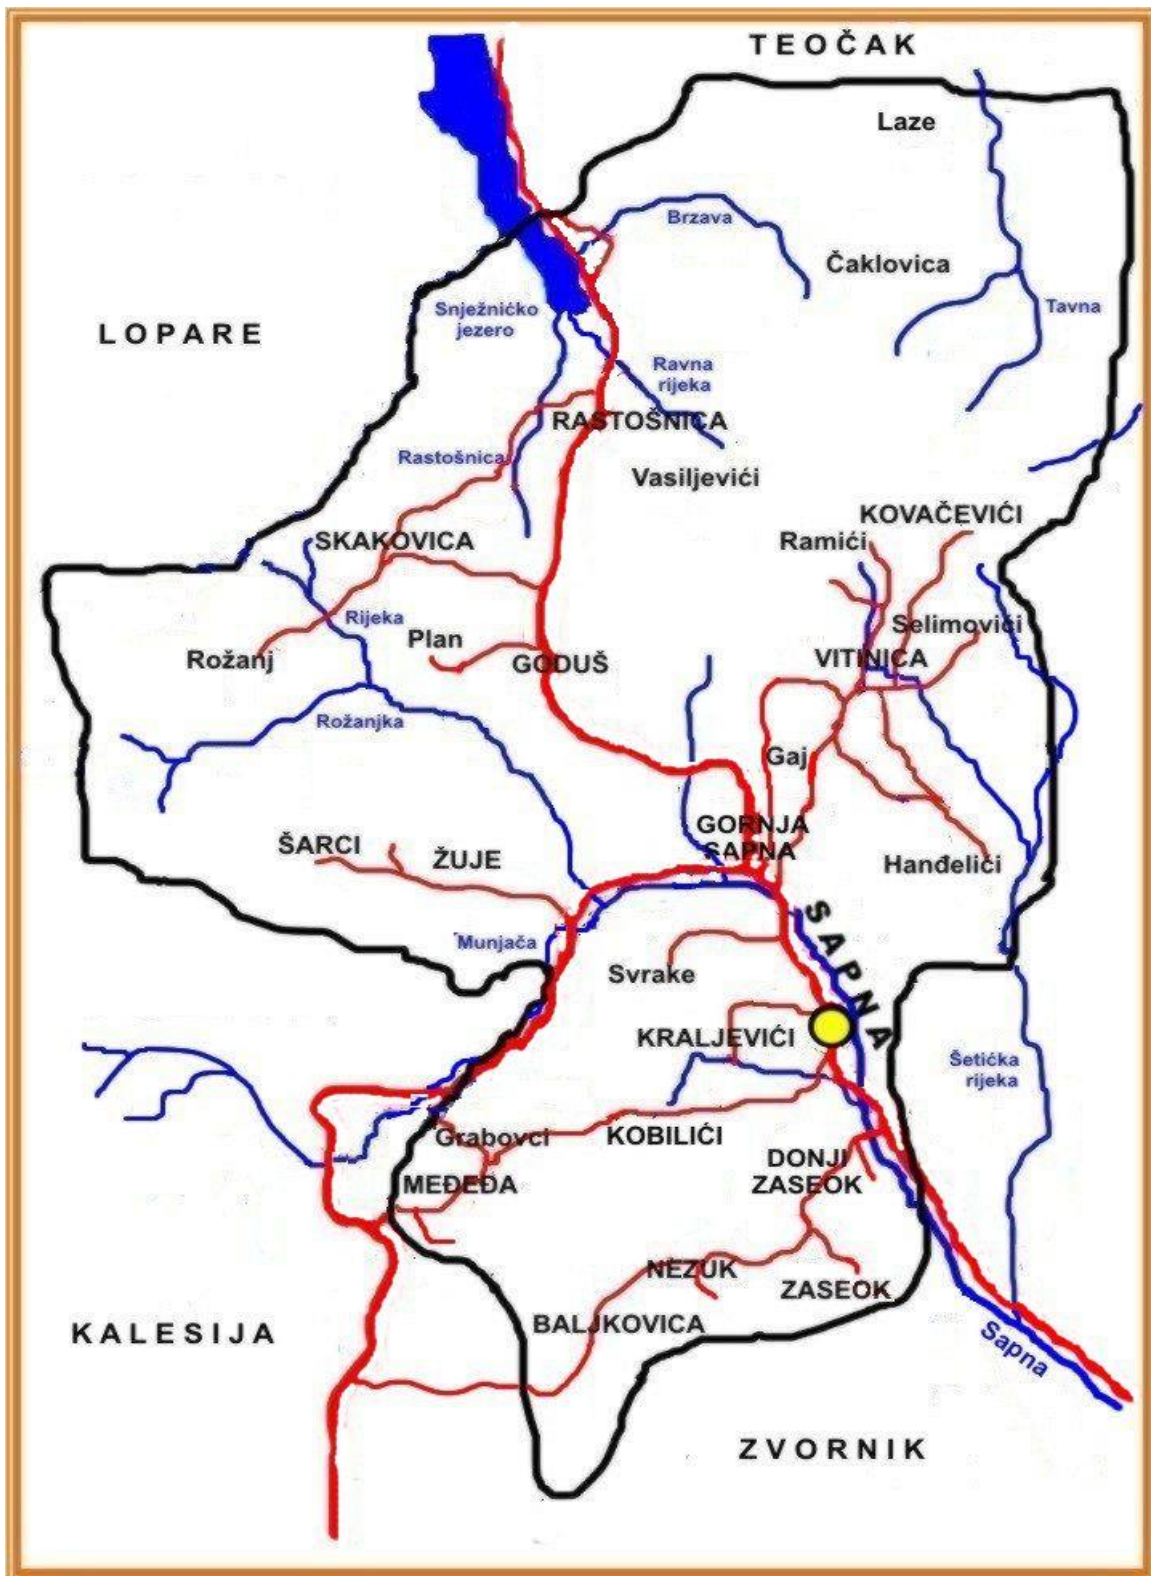 TEOČAK
Laze
Brzava
Čaklovica
Snježničko
jezero
Tavna
LOPARE
Ravna
rijeka
RASTOŠNICA
Rastošnica
Vasiljevići
KOVAČEVIĆI
SKAKOVICA
Ramići
Rijeka
Selimovići
Plan
Rožanj
GODUŠ
VITINICA
Rožanjka
Gaj
GORNJA
SAPNA
ŠARCI
ŽUJE
Hanđelići
SAPNA
Munjača
Svrake
KRALJEVIĆI
Šetićka
rijeka
Grabovci
KOBILIĆI
DONJI
ZASEOK
MEĐEĐA
NEZUK
ZASEOK
BALJKOVICA
KALESIJA
Sapna
ZVORNIK